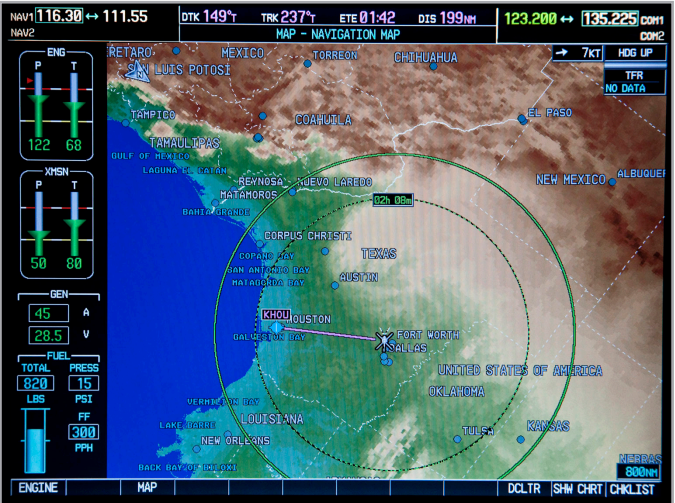 NAV1 116.30 ↔ 111.55
NAV2
DTK 149°T TRK 237°T ETE 01:42 DIS 199NM
MAP - NAVIGATION MAP
123.200 ↔ 135.225 COM1
COM2
ENG
P T
122 68
XMSN
P T
50 80
GEN
45 A
28.5 V
FUEL
TOTAL PRESS
820 15
LBS PSI
FF
300
PPH
7KT
HDG UP
TFR
NO DATA
RETARO
MEXICO
TORREON
CHIHUAHUA
SAN LUIS POTOSI
TAMPICO
COAHUILA
EL PASO
TAMAULIPAS
GULF OF MEXICO
LAGUNA EL CATAN
REYNOSA
NUEVO LAREDO
NEW MEXICO
ALBUQUER
MATAMOROS
02h 08m
BAHIA GRANDE
CORPUS CHRISTI
COPANO BAY
TEXAS
SAN ANTONIO BAY
AUSTIN
MATAGORDA BAY
KHOU
HOUSTON
GALVESTON BAY
FORT WORTH
DALLAS
UNITED STATES OF AMERICA
OKLAHOMA
VERMILION BAY
LOUISIANA
LAKE BARRE
TULSA
KANSAS
NEW ORLEANS
NEBRAS
BACK BAY OF BILOXI
800NM
ENGINE MAP DCLTR SHW CHRT CHKLIST